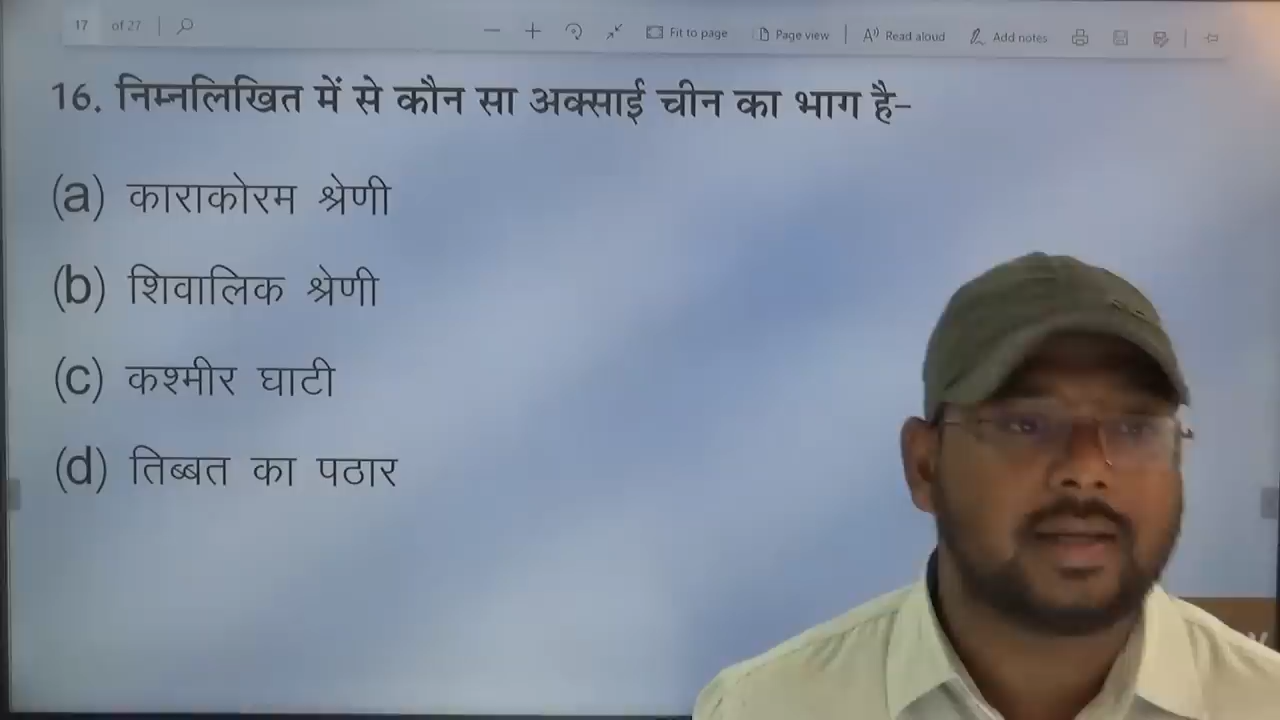 17 of 27
Fit to page Page view Read aloud Add notes
16. निम्नलिखित में से कौन सा अक्साई चीन का भाग है-
(a) काराकोरम श्रेणी
(b) शिवालिक श्रेणी
(c) कश्मीर घाटी
(d) तिब्बत का पठार